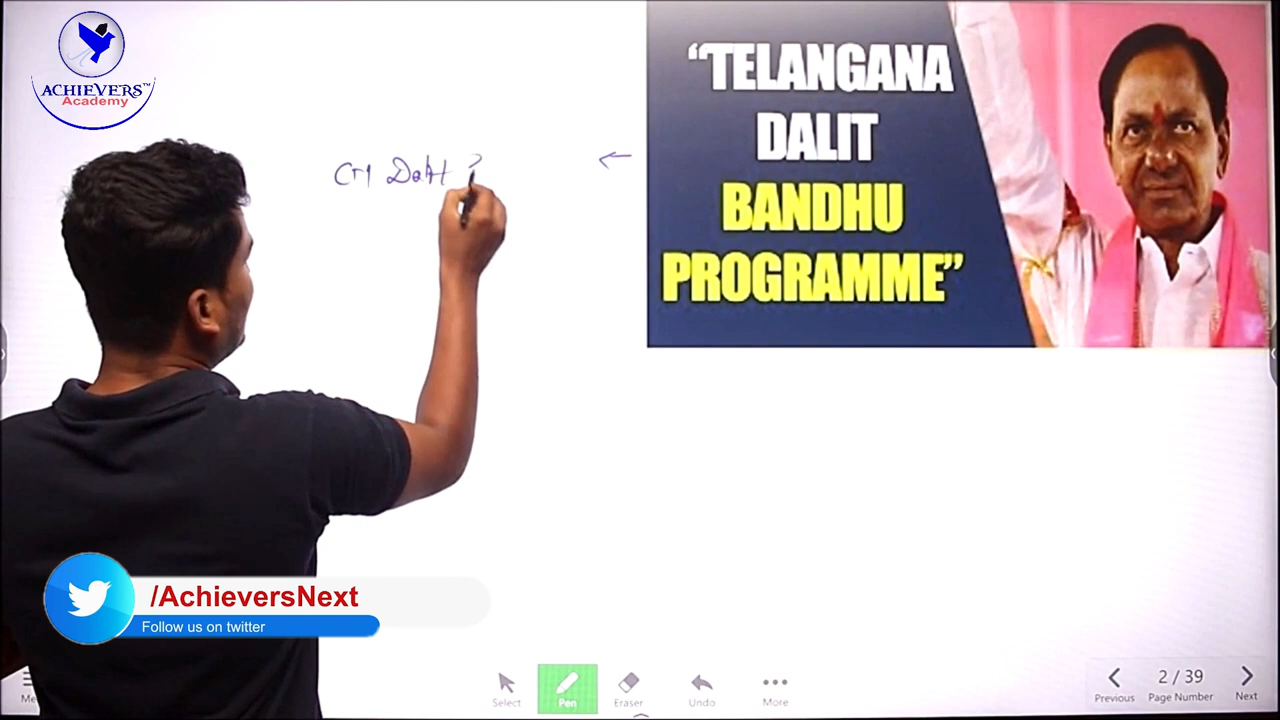 ACHIEVERS™
Academy
CM Dalit
“TELANGANA
DALIT
BANDHU
PROGRAMME”
/AchieversNext
Follow us on twitter
Select
Pen
Eraser
Undo
More
Previous
2 / 39
Page Number
Next